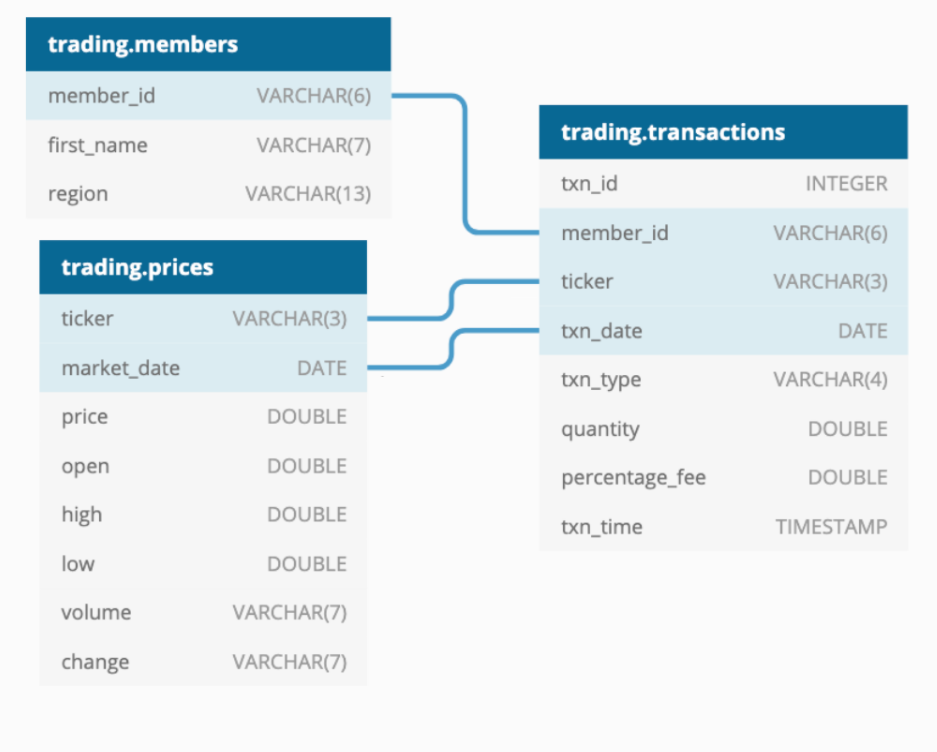 trading.members
member_id VARCHAR(6)
first_name VARCHAR(7)
region VARCHAR(13)
trading.prices
ticker VARCHAR(3)
market_date DATE
price DOUBLE
open DOUBLE
high DOUBLE
low DOUBLE
volume VARCHAR(7)
change VARCHAR(7)
trading.transactions
txn_id INTEGER
member_id VARCHAR(6)
ticker VARCHAR(3)
txn_date DATE
txn_type VARCHAR(4)
quantity DOUBLE
percentage_fee DOUBLE
txn_time TIMESTAMP